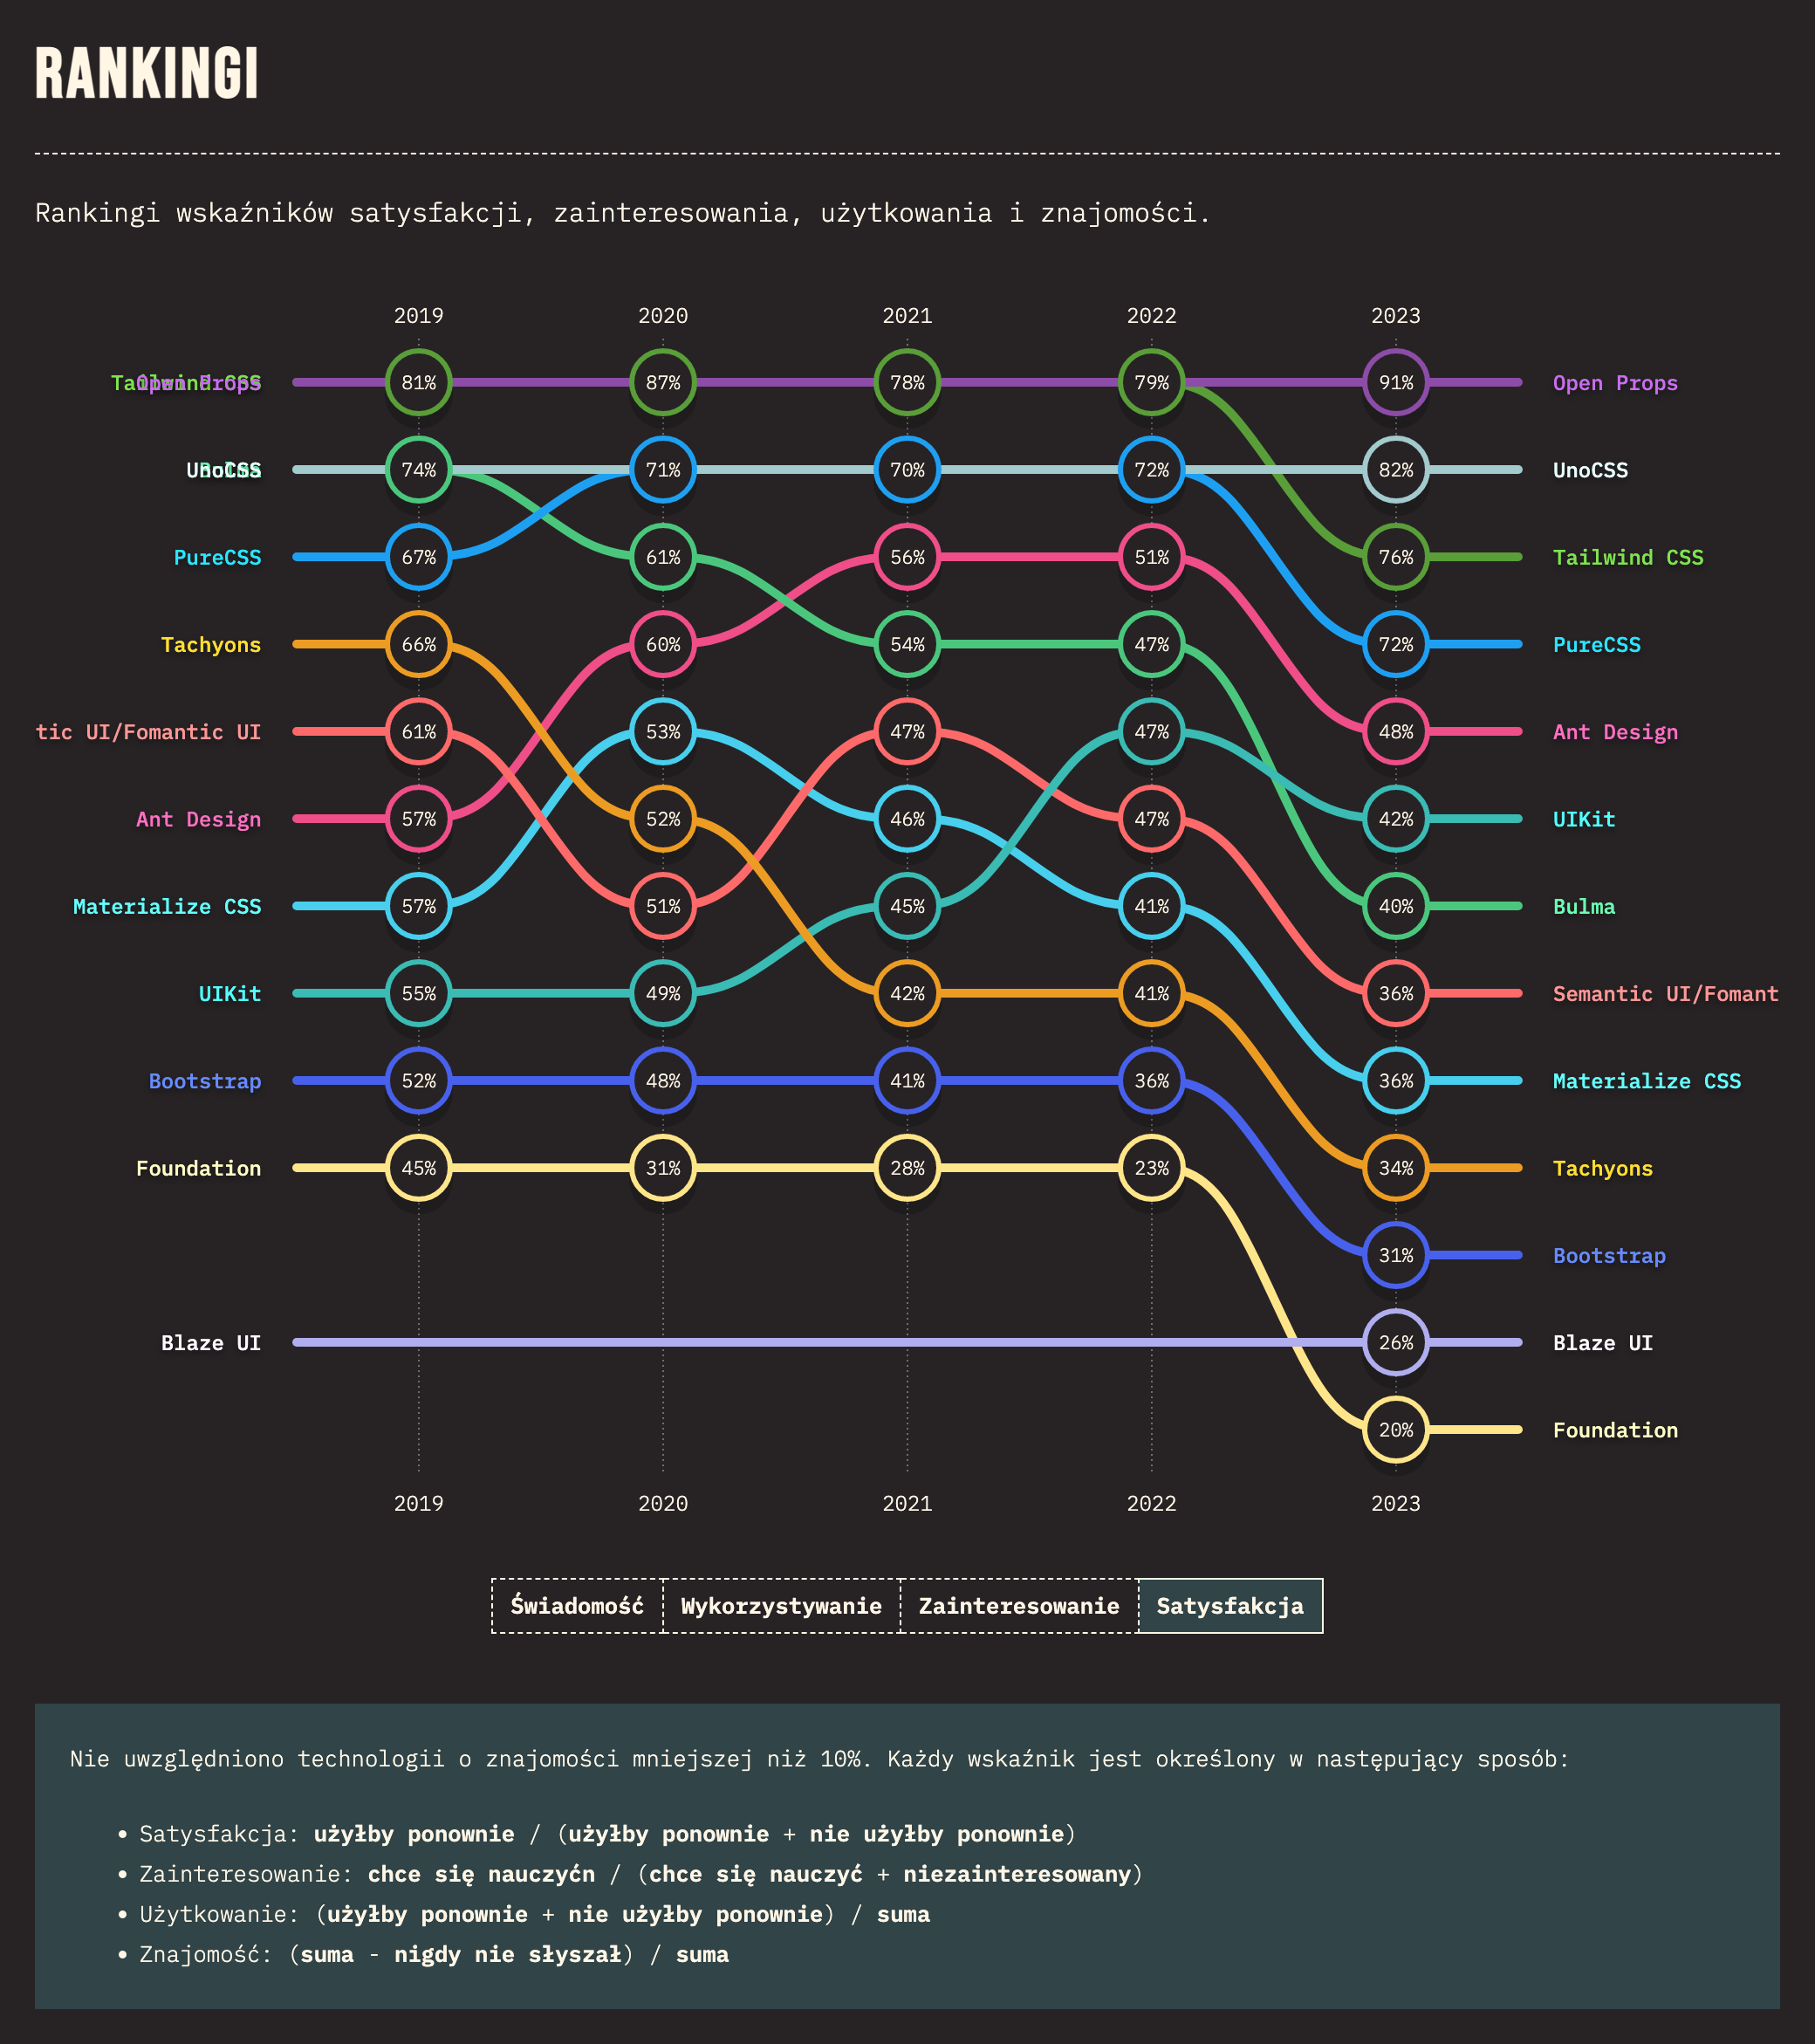 RANKINGI
Rankingi wskaźników satysfakcji, zainteresowania, użytkowania i znajomości.
2019 2020 2021 2022 2023
Tailwind CSS Open Props 81% 87% 78% 79% 91% Open Props
UnoCSS Bulma 74% 71% 70% 72% 82% UnoCSS
PureCSS 67% 61% 56% 51% 76% Tailwind CSS
Tachyons 66% 60% 54% 47% 72% PureCSS
tic UI/Fomantic UI 61% 53% 47% 47% 48% Ant Design
Ant Design 57% 52% 46% 47% 42% UIKit
Materialize CSS 57% 51% 45% 41% 40% Bulma
UIKit 55% 49% 42% 41% 36% Semantic UI/Fomant
Bootstrap 52% 48% 41% 36% 36% Materialize CSS
Foundation 45% 31% 28% 23% 34% Tachyons
31% Bootstrap
Blaze UI 26% Blaze UI
20% Foundation
2019 2020 2021 2022 2023
Świadomość Wykorzystywanie Zainteresowanie Satysfakcja
Nie uwzględniono technologii o znajomości mniejszej niż 10%. Każdy wskaźnik jest określony w następujący sposób:
• Satysfakcja: użyłby ponownie / (użyłby ponownie + nie użyłby ponownie)
• Zainteresowanie: chce się nauczyćn / (chce się nauczyć + niezainteresowany)
• Użytkowanie: (użyłby ponownie + nie użyłby ponownie) / suma
• Znajomość: (suma - nigdy nie słyszał) / suma